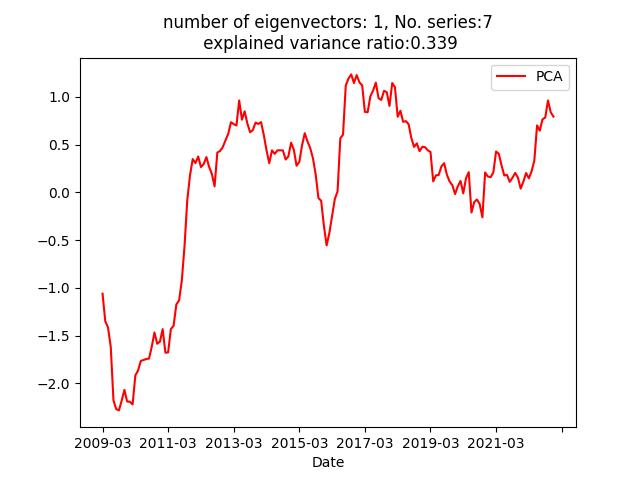 number of eigenvectors: 1, No. series:7
explained variance ratio:0.339
PCA
1.0
0.5
0.0
−0.5
−1.0
−1.5
−2.0
2009-03 2011-03 2013-03 2015-03 2017-03 2019-03 2021-03
Date